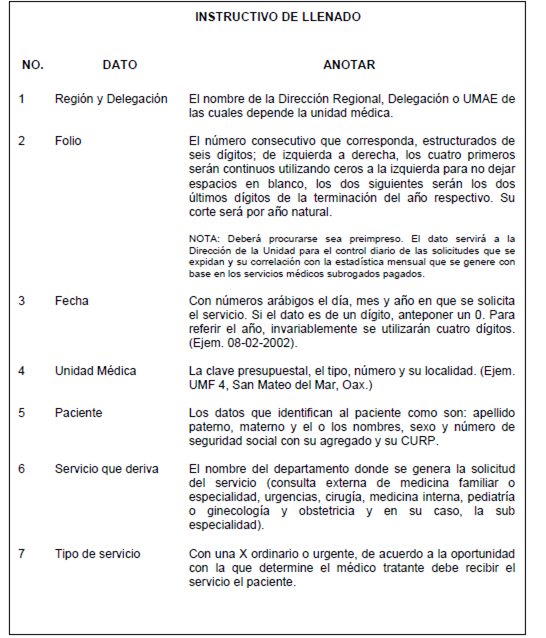 INSTRUCTIVO DE LLENADO
NO. DATO ANOTAR
1 Región y Delegación El nombre de la Dirección Regional, Delegación o UMAE de
las cuales depende la unidad médica.
2 Folio El número consecutivo que corresponda, estructurados de
seis dígitos; de izquierda a derecha, los cuatro primeros
serán continuos utilizando ceros a la izquierda para no dejar
espacios en blanco, los dos siguientes serán los dos
últimos dígitos de la terminación del año respectivo. Su
corte será por año natural.
NOTA: Deberá procurarse sea preimpreso. El dato servirá a la
Dirección de la Unidad para el control diario de las solicitudes que se
expidan y su correlación con la estadística mensual que se genere con
base en los servicios médicos subrogados pagados.
3 Fecha Con números arábigos el día, mes y año en que se solicita
el servicio. Si el dato es de un dígito, anteponer un 0. Para
referir el año, invariablemente se utilizarán cuatro dígitos.
(Ejem. 08-02-2002).
4 Unidad Médica La clave presupuestal, el tipo, número y su localidad. (Ejem.
UMF 4, San Mateo del Mar, Oax.)
5 Paciente Los datos que identifican al paciente como son: apellido
paterno, materno y el o los nombres, sexo y número de
seguridad social con su agregado y su CURP.
6 Servicio que deriva El nombre del departamento donde se genera la solicitud
del servicio (consulta externa de medicina familiar o
especialidad, urgencias, cirugía, medicina interna, pediatría
o ginecología y obstetricia y en su caso, la sub
especialidad).
7 Tipo de servicio Con una X ordinario o urgente, de acuerdo a la oportunidad
con la que determine el médico tratante debe recibir el
servicio el paciente.